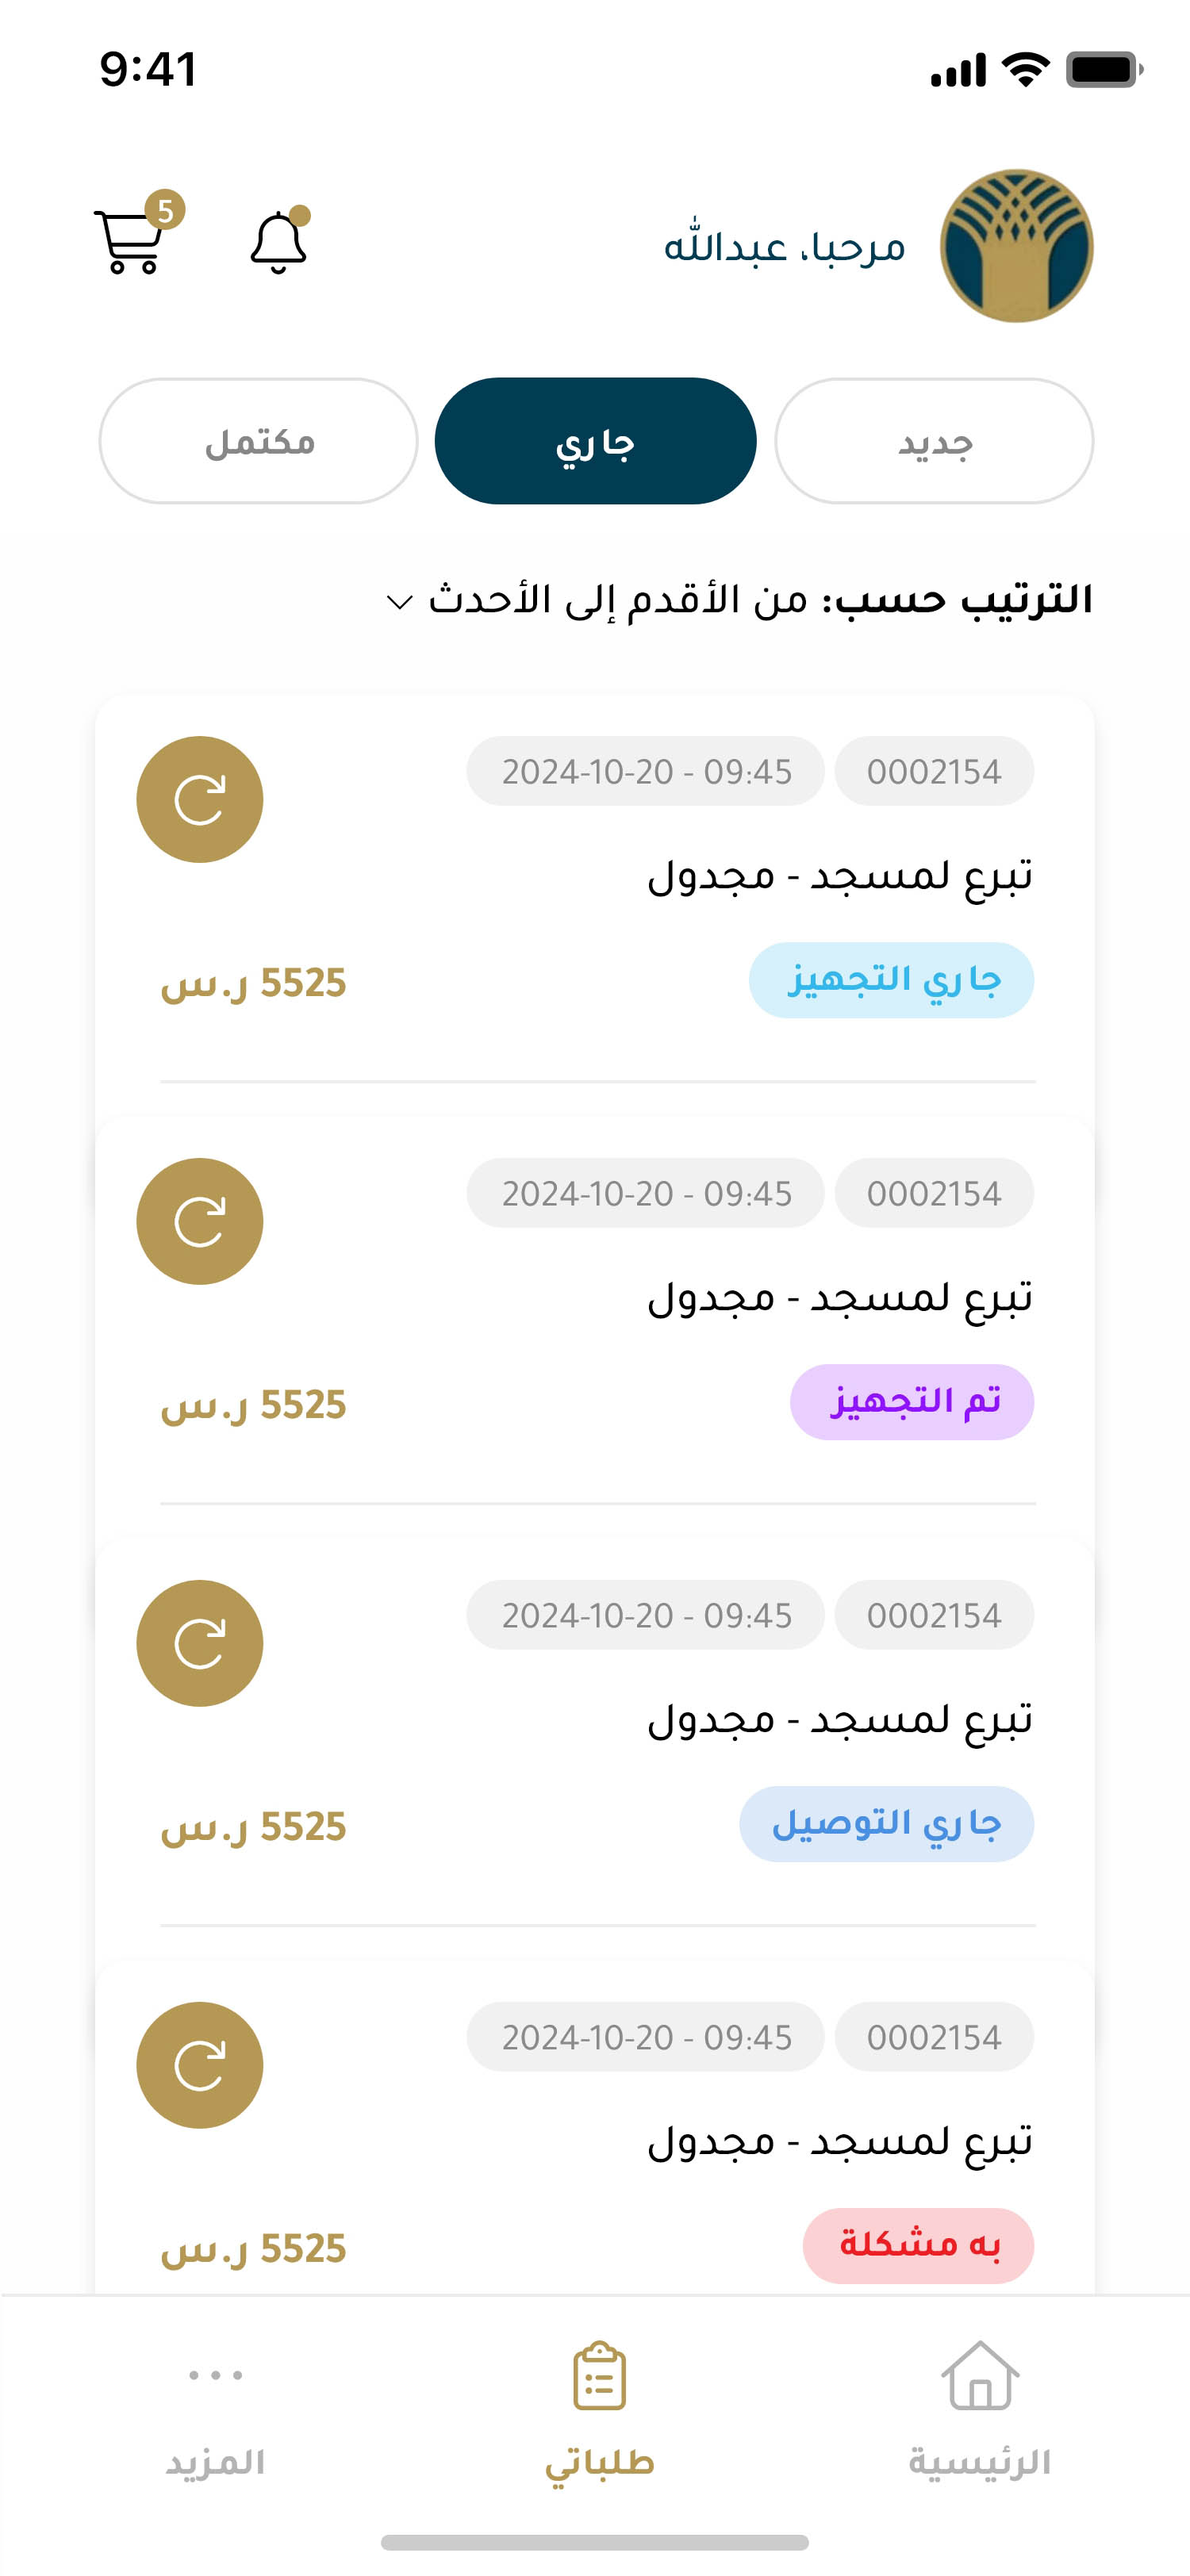 9:41
مرحبا، عبدالله
5
جديد
جاري
مكتمل
الترتيب حسب: من الأقدم إلى الأحدث
0002154
2024-10-20 - 09:45
تبرع لمسجد - مجدول
جاري التجهيز
5525 ر.س
0002154
2024-10-20 - 09:45
تبرع لمسجد - مجدول
تم التجهيز
5525 ر.س
0002154
2024-10-20 - 09:45
تبرع لمسجد - مجدول
جاري التوصيل
5525 ر.س
0002154
2024-10-20 - 09:45
تبرع لمسجد - مجدول
به مشكلة
5525 ر.س
الرئيسية
طلباتي
المزيد